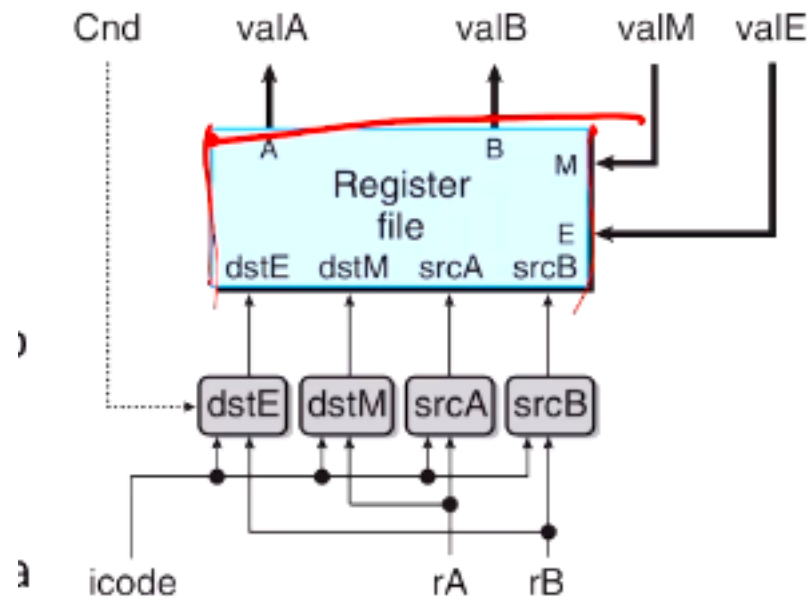 Cnd valA valB valM valE
A B
M
Register
file
E
dstE dstM srcA srcB
dstE dstM srcA srcB
icode rA rB